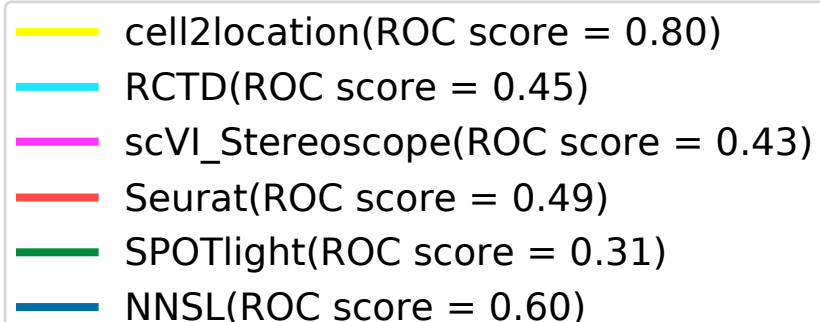 cell2location(ROC score = 0.80)
RCTD(ROC score = 0.45)
scVI_Stereoscope(ROC score = 0.43)
Seurat(ROC score = 0.49)
SPOTlight(ROC score = 0.31)
NNSL(ROC score = 0.60)